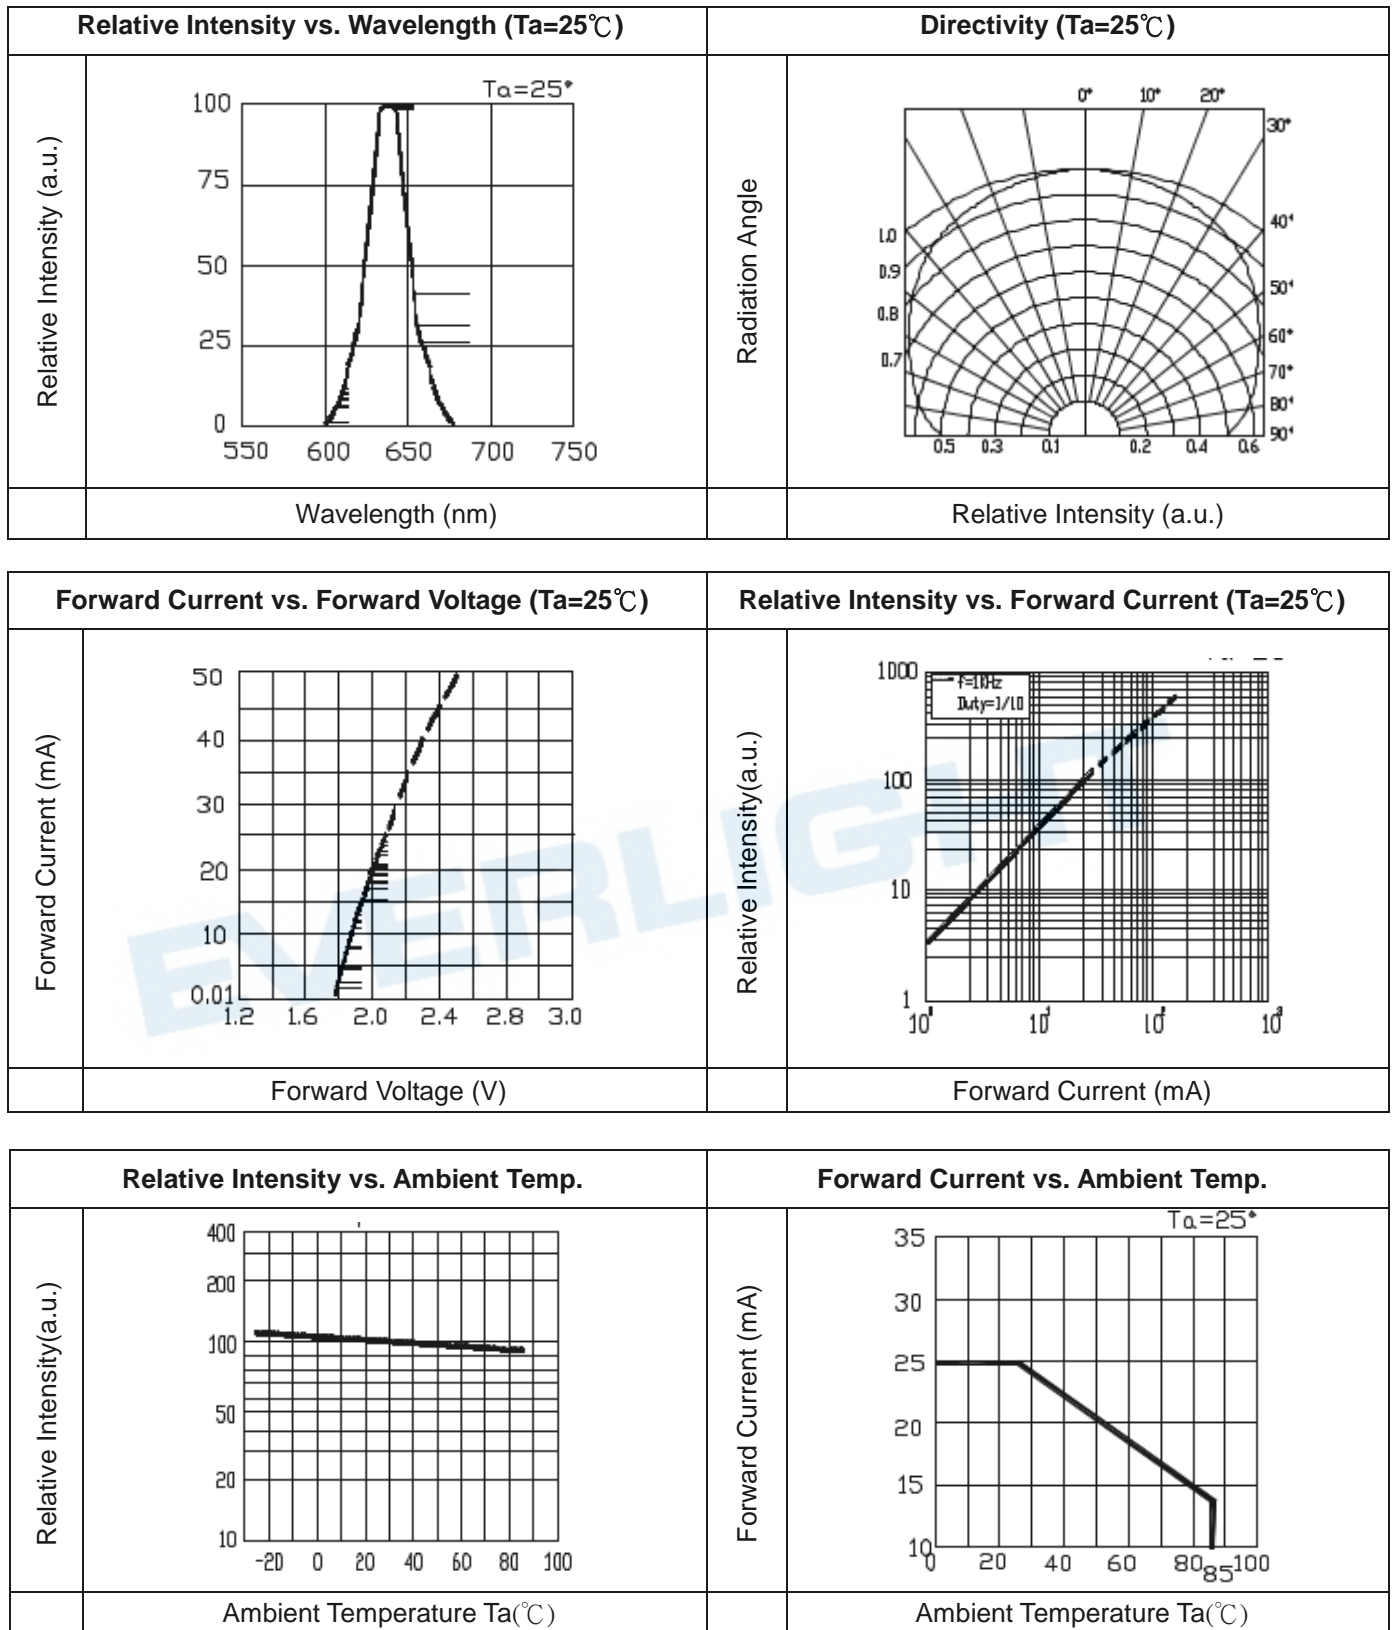 Relative Intensity vs. Wavelength (Ta=25℃)
Directivity (Ta=25℃)
Relative Intensity (a.u.)
Ta=25°
100
75
50
25
0
550 600 650 700 750
Wavelength (nm)
Radiation Angle
0° 10° 20°
30°
40°
50°
60°
70°
80°
90°
1.0
0.9
0.8
0.7
0.5 0.3 0.1 0.2 0.4 0.6
Relative Intensity (a.u.)
Forward Current vs. Forward Voltage (Ta=25℃)
Relative Intensity vs. Forward Current (Ta=25℃)
Forward Current (mA)
50
40
30
20
10
0.01
1.2 1.6 2.0 2.4 2.8 3.0
Forward Voltage (V)
Relative Intensity(a.u.)
f=1KHz
Duty=1/10
1000
100
10
1
10⁰ 10¹ 10² 10³
Forward Current (mA)
EVERLIGHT
Relative Intensity vs. Ambient Temp.
Forward Current vs. Ambient Temp.
Relative Intensity(a.u.)
400
200
100
50
20
10
-20 0 20 40 60 80 100
Ambient Temperature Ta(℃)
Forward Current (mA)
Ta=25°
35
30
25
20
15
10
0 20 40 60 80 85 100
Ambient Temperature Ta(℃)